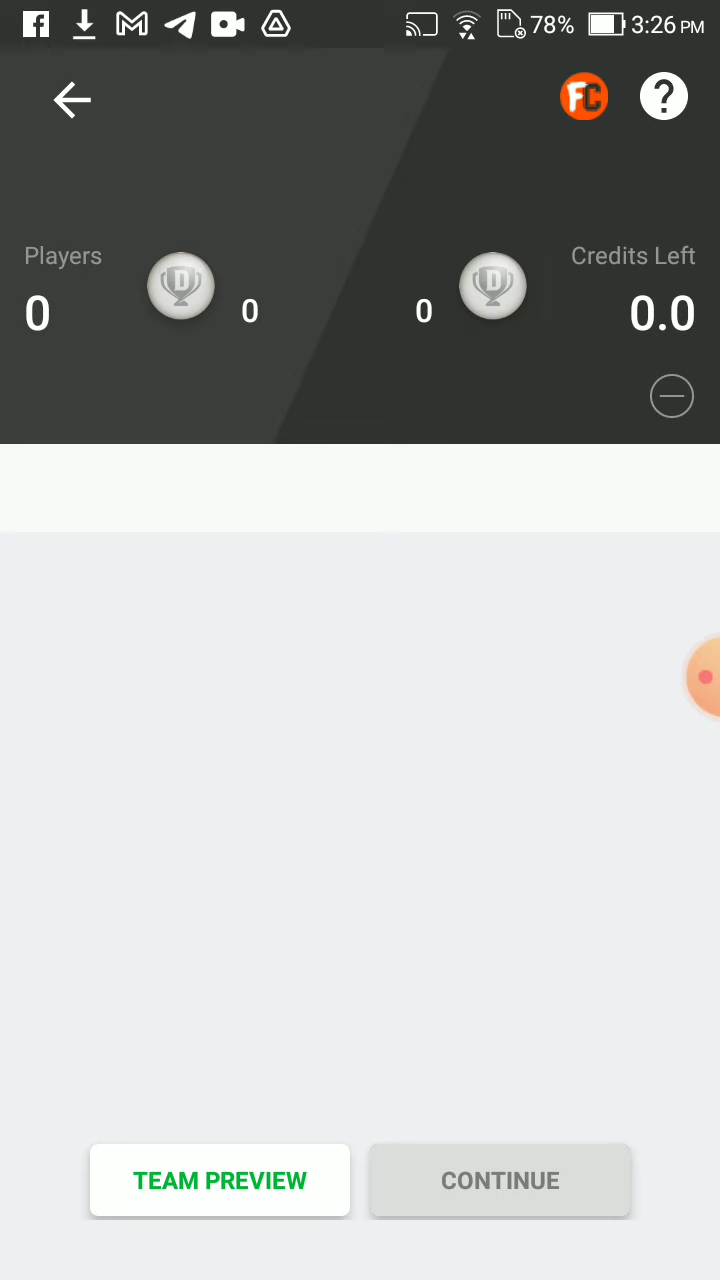 78% 3:26 PM
FC ?
Players D 0 0 D Credits Left
0 0.0
TEAM PREVIEW CONTINUE